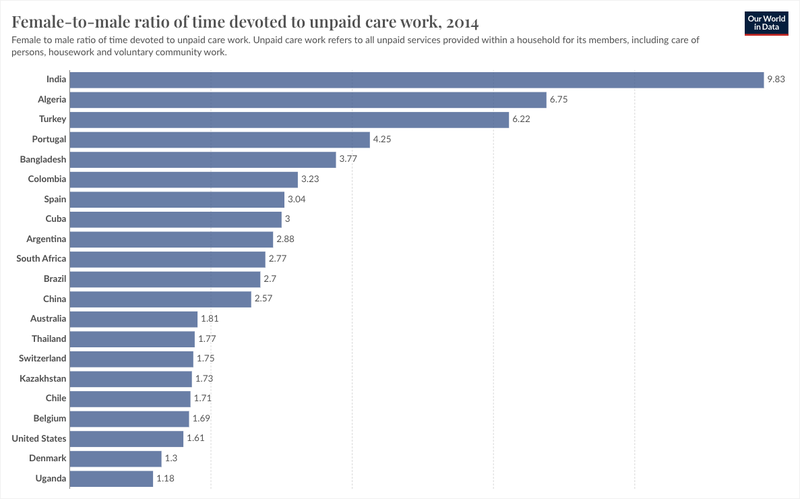 Female-to-male ratio of time devoted to unpaid care work, 2014
Our World
in Data
Female to male ratio of time devoted to unpaid care work. Unpaid care work refers to all unpaid services provided within a household for its members, including care of
persons, housework and voluntary community work.
India 9.83
Algeria 6.75
Turkey 6.22
Portugal 4.25
Bangladesh 3.77
Colombia 3.23
Spain 3.04
Cuba 3
Argentina 2.88
South Africa 2.77
Brazil 2.7
China 2.57
Australia 1.81
Thailand 1.77
Switzerland 1.75
Kazakhstan 1.73
Chile 1.71
Belgium 1.69
United States 1.61
Denmark 1.3
Uganda 1.18